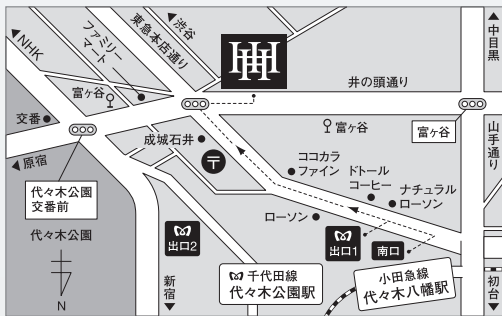 NHK
ファミリー
マート
東急本店通り
渋谷
HH
中目黒
井の頭通り
富ヶ谷
交番
富ヶ谷
富ヶ谷
山手通り
成城石井
〒
原宿
代々木公園
交番前
ココカラ
ファイン
ドトール
コーヒー
ナチュラル
ローソン
ローソン
代々木公園
出口2
出口1
南口
新宿
千代田線
代々木公園駅
小田急線
代々木八幡駅
初台
N